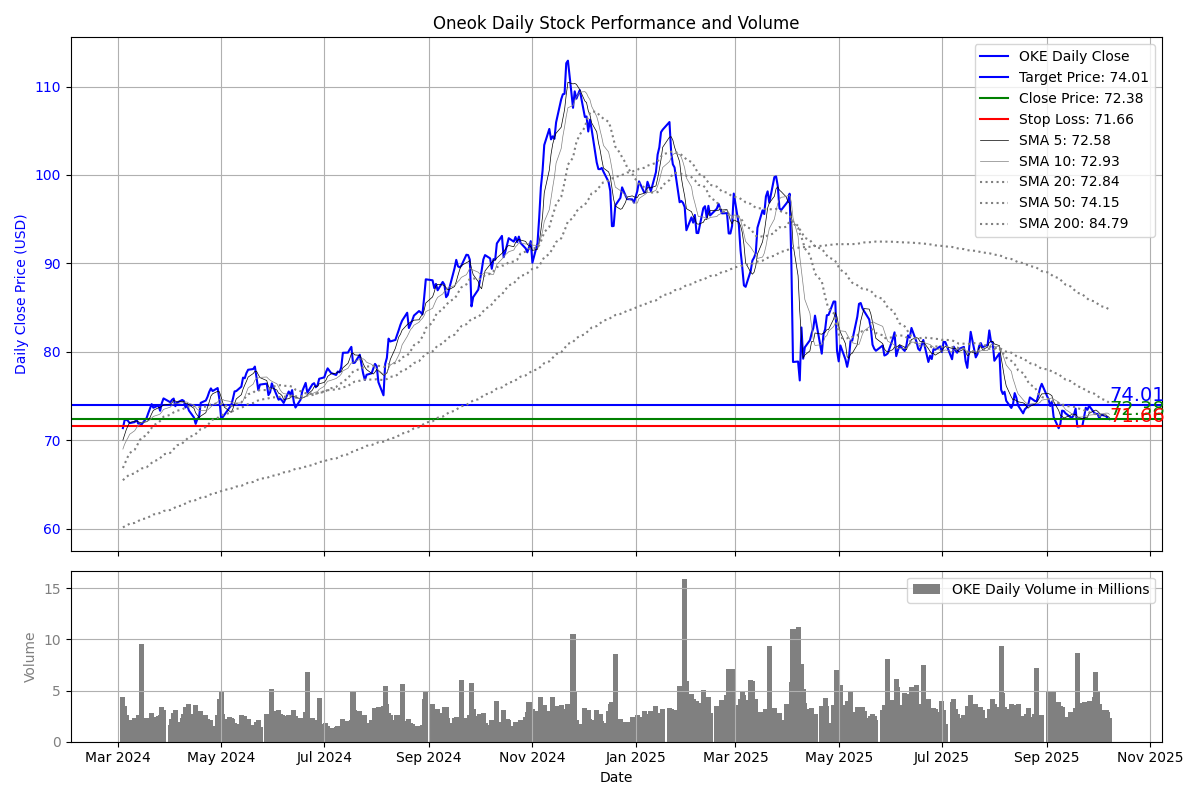 Oneok Daily Stock Performance and Volume
Daily Close Price (USD)
110
100
90
80
70
60
OKE Daily Close
Target Price: 74.01
Close Price: 72.38
Stop Loss: 71.66
SMA 5: 72.58
SMA 10: 72.93
SMA 20: 72.84
SMA 50: 74.15
SMA 200: 84.79
74.01
72.38
71.66
Volume
15
10
5
0
OKE Daily Volume in Millions
Mar 2024 May 2024 Jul 2024 Sep 2024 Nov 2024 Jan 2025 Mar 2025 May 2025 Jul 2025 Sep 2025 Nov 2025
Date